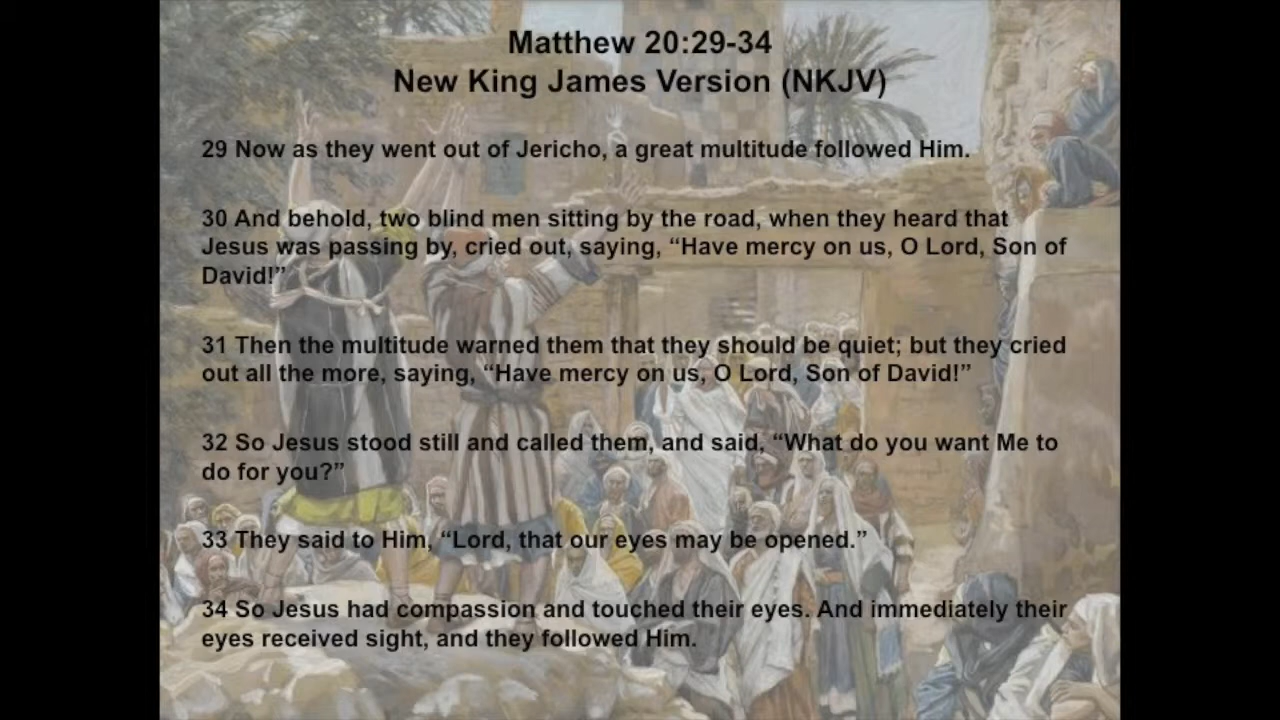 Matthew 20:29-34
New King James Version (NKJV)
29 Now as they went out of Jericho, a great multitude followed Him.
30 And behold, two blind men sitting by the road, when they heard that
Jesus was passing by, cried out, saying, “Have mercy on us, O Lord, Son of
David!”
31 Then the multitude warned them that they should be quiet; but they cried
out all the more, saying, “Have mercy on us, O Lord, Son of David!”
32 So Jesus stood still and called them, and said, “What do you want Me to
do for you?”
33 They said to Him, “Lord, that our eyes may be opened.”
34 So Jesus had compassion and touched their eyes. And immediately their
eyes received sight, and they followed Him.